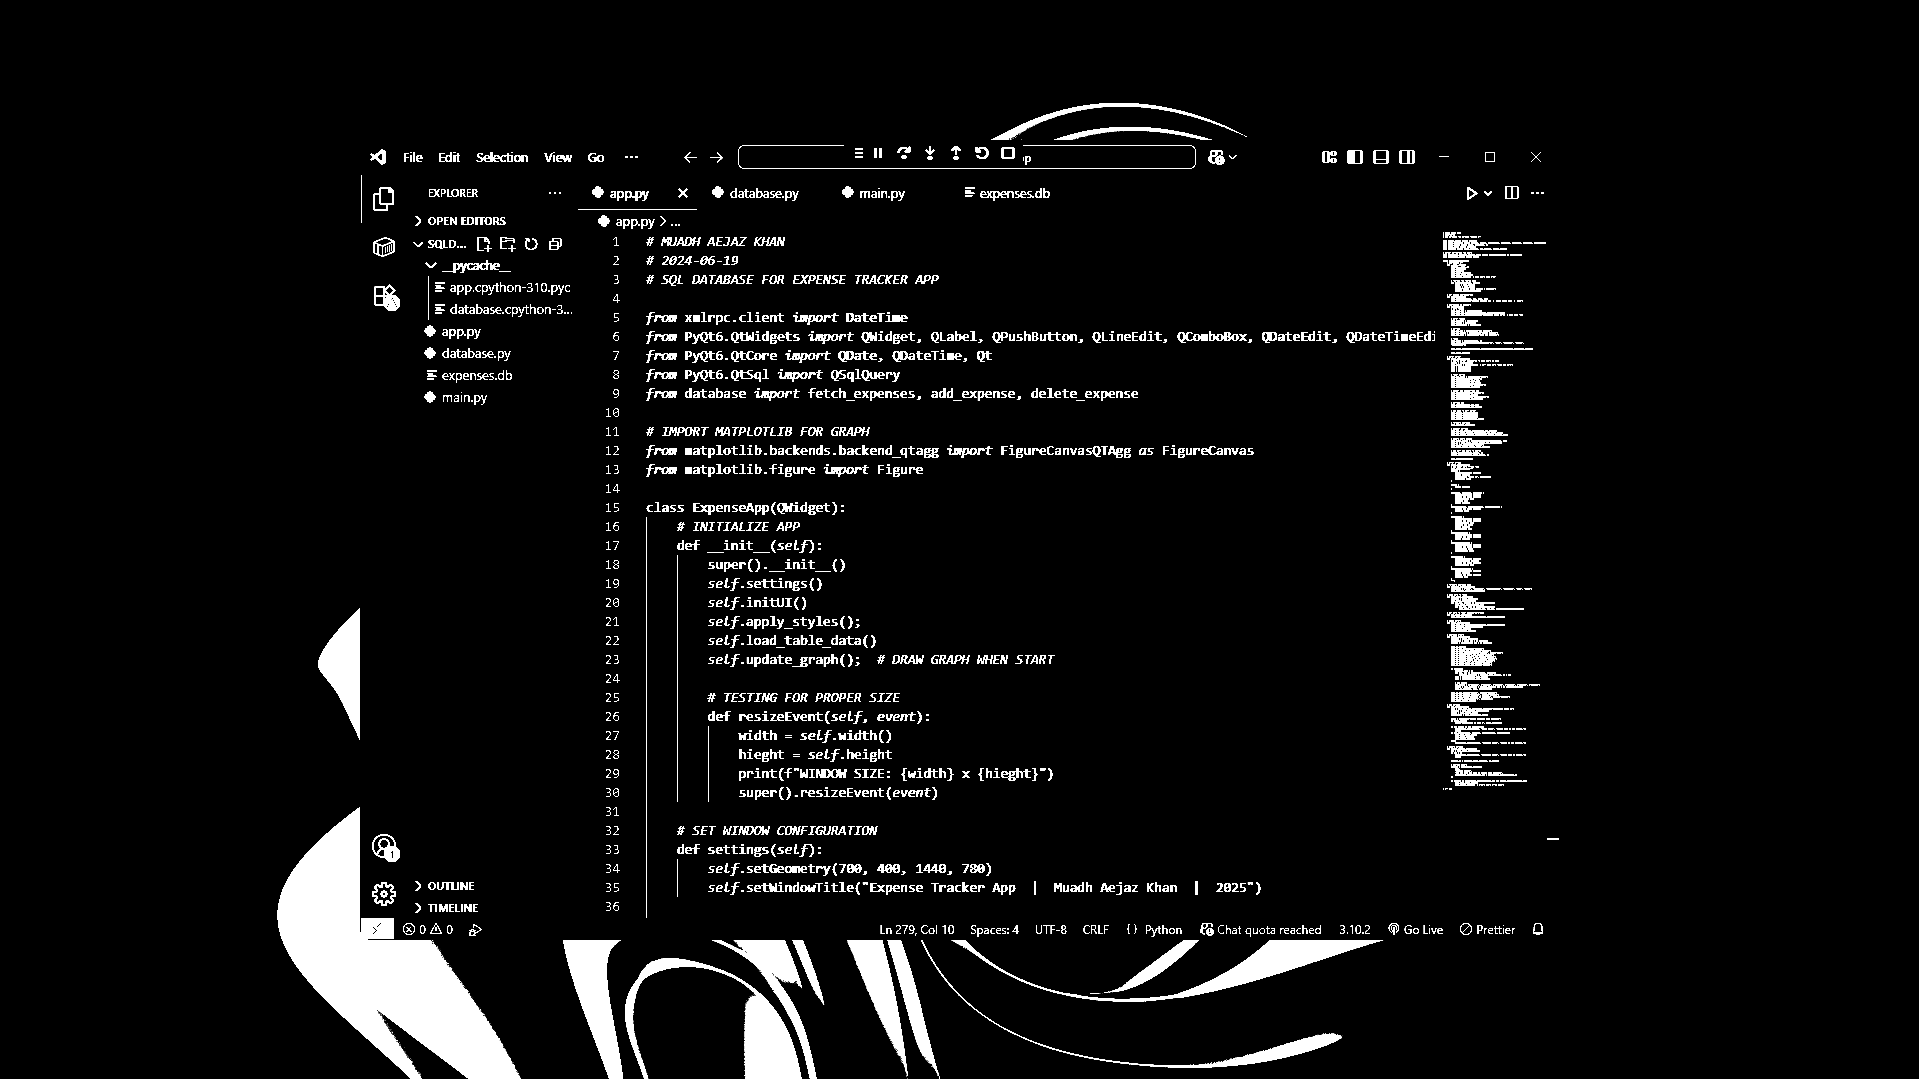 File Edit Selection View Go ...
p
EXPLORER ...
app.py
database.py
main.py
expenses.db
OPEN EDITORS
app.py > ...
SQLD...
__pycache__
app.cpython-310.pyc
database.cpython-3...
app.py
database.py
expenses.db
main.py
1 # MUADH AEJAZ KHAN
2 # 2024-06-19
3 # SQL DATABASE FOR EXPENSE TRACKER APP
4
5 from xmlrpc.client import DateTime
6 from PyQt6.QtWidgets import QWidget, QLabel, QPushButton, QLineEdit, QComboBox, QDateEdit, QDateTimeEdi
7 from PyQt6.QtCore import QDate, QDateTime, Qt
8 from PyQt6.QtSql import QSqlQuery
9 from database import fetch_expenses, add_expense, delete_expense
10
11 # IMPORT MATPLOTLIB FOR GRAPH
12 from matplotlib.backends.backend_qtagg import FigureCanvasQTAgg as FigureCanvas
13 from matplotlib.figure import Figure
14
15 class ExpenseApp(QWidget):
16 # INITIALIZE APP
17 def __init__(self):
18 super().__init__()
19 self.settings()
20 self.initUI()
21 self.apply_styles();
22 self.load_table_data()
23 self.update_graph(); # DRAW GRAPH WHEN START
24
25 # TESTING FOR PROPER SIZE
26 def resizeEvent(self, event):
27 width = self.width()
28 hieght = self.height
29 print(f"WINDOW SIZE: {width} x {hieght}")
30 super().resizeEvent(event)
31
32 # SET WINDOW CONFIGURATION
33 def settings(self):
34 self.setGeometry(700, 400, 1440, 780)
35 self.setWindowTitle("Expense Tracker App | Muadh Aejaz Khan | 2025")
36
1
OUTLINE
TIMELINE
0 0
Ln 279, Col 10 Spaces: 4 UTF-8 CRLF {} Python Chat quota reached 3.10.2 Go Live Prettier